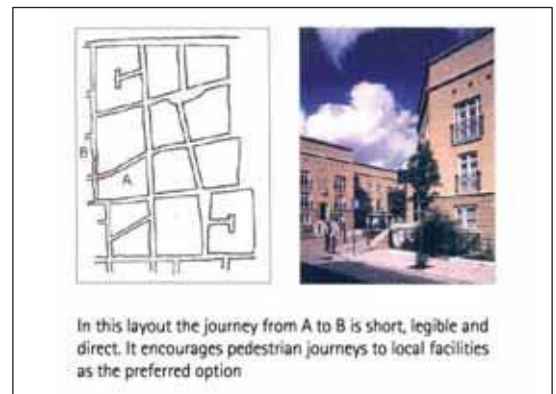 B
A
In this layout the journey from A to B is short, legible and
direct. It encourages pedestrian journeys to local facilities
as the preferred option